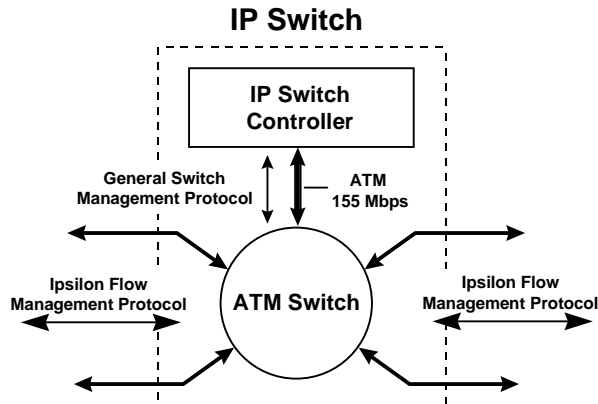 IP Switch
IP Switch
Controller
General Switch
Management Protocol
ATM
155 Mbps
Ipsilon Flow
Management Protocol
ATM Switch
Ipsilon Flow
Management Protocol